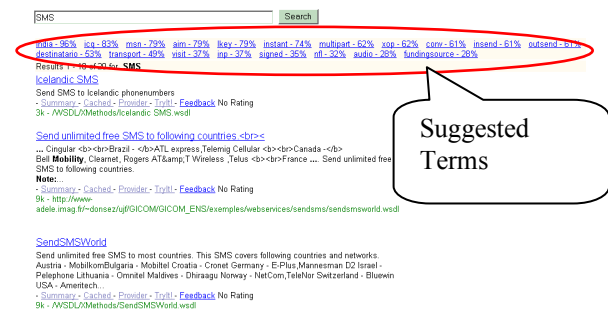 SMS
Search
india - 96% icq - 83% msn - 79% aim - 79% lkey - 79% instant - 74% multipart - 62% xop - 62% conv - 61% insend - 61% outsend - 61%
destinatario - 53% transport - 49% visit - 37% inp - 37% signed - 35% nfl - 32% audio - 28% fundingsource - 28%
Results 1 - 10 of 20 for SMS
Icelandic SMS
Send SMS to Icelandic phonenumbers
- Summary - Cached - Provider - TryIt! - Feedback No Rating
3k - /WSDL/XMethods/Icelandic SMS.wsdl
Suggested
Terms
Send unlimited free SMS to following countries.<br><
... Cingular <b><br>Brazil - </b>ATL express,Telemig Cellular <b><br>Canada -</b>
Bell Mobility, Clearnet, Rogers AT&amp;T Wireless ,Telus <b><br>France .... Send unlimited free
SMS to following countries.
Note:...
- Summary - Cached - Provider - TryIt! - Feedback No Rating
9k - http://www-
adele.imag.fr/~donsez/ujf/GICOM/GICOM_ENS/exemples/webservices/sendsms/sendsmsworld.wsdl
SendSMSWorld
Send unlimited free SMS to most countries. This SMS covers following countries and networks.
Austria - MobilkomBulgaria - Mobiltel Croatia - Cronet Germany - E-Plus,Mannesman D2 Israel -
Pelephone Lithuania - Omnitel Maldives - Dhiraagu Norway - NetCom,TeleNor Switzerland - Bluewin
USA - Ameritech...
- Summary - Cached - Provider - TryIt! - Feedback No Rating
9k - /WSDL/XMethods/SendSMSWorld.wsdl